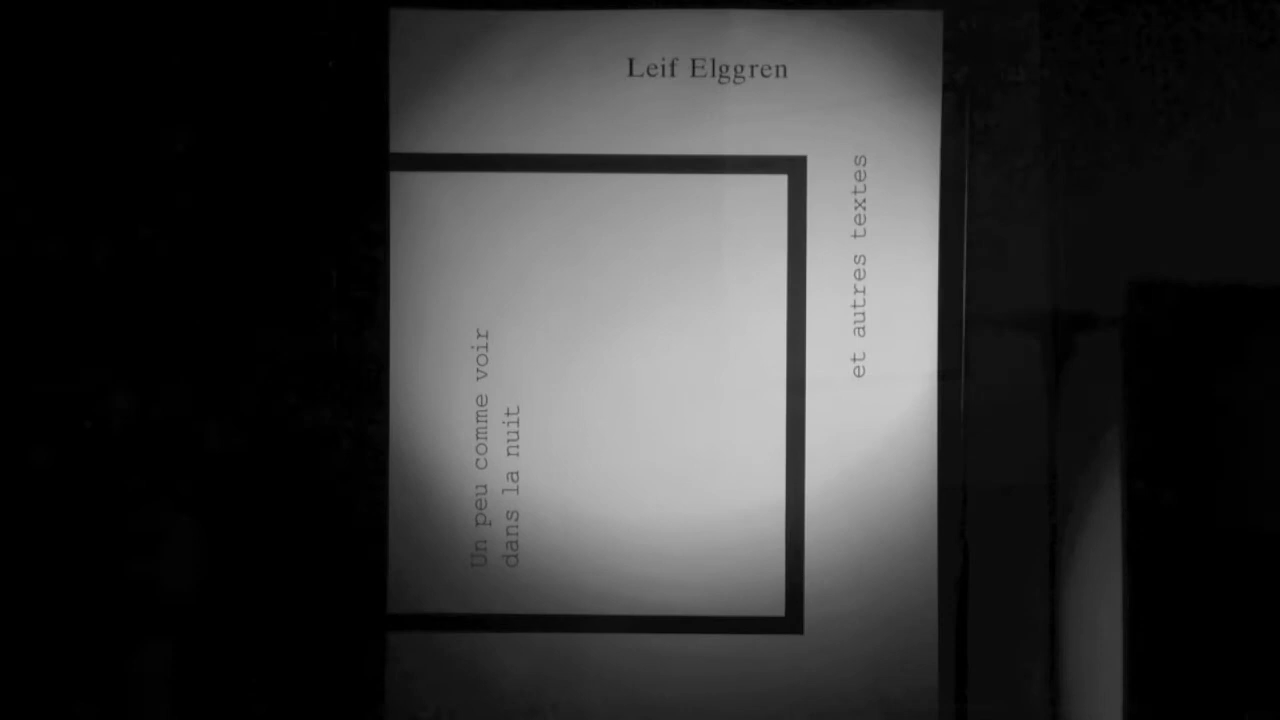 Leif Elggren
Un peu comme voir
dans la nuit
et autres textes